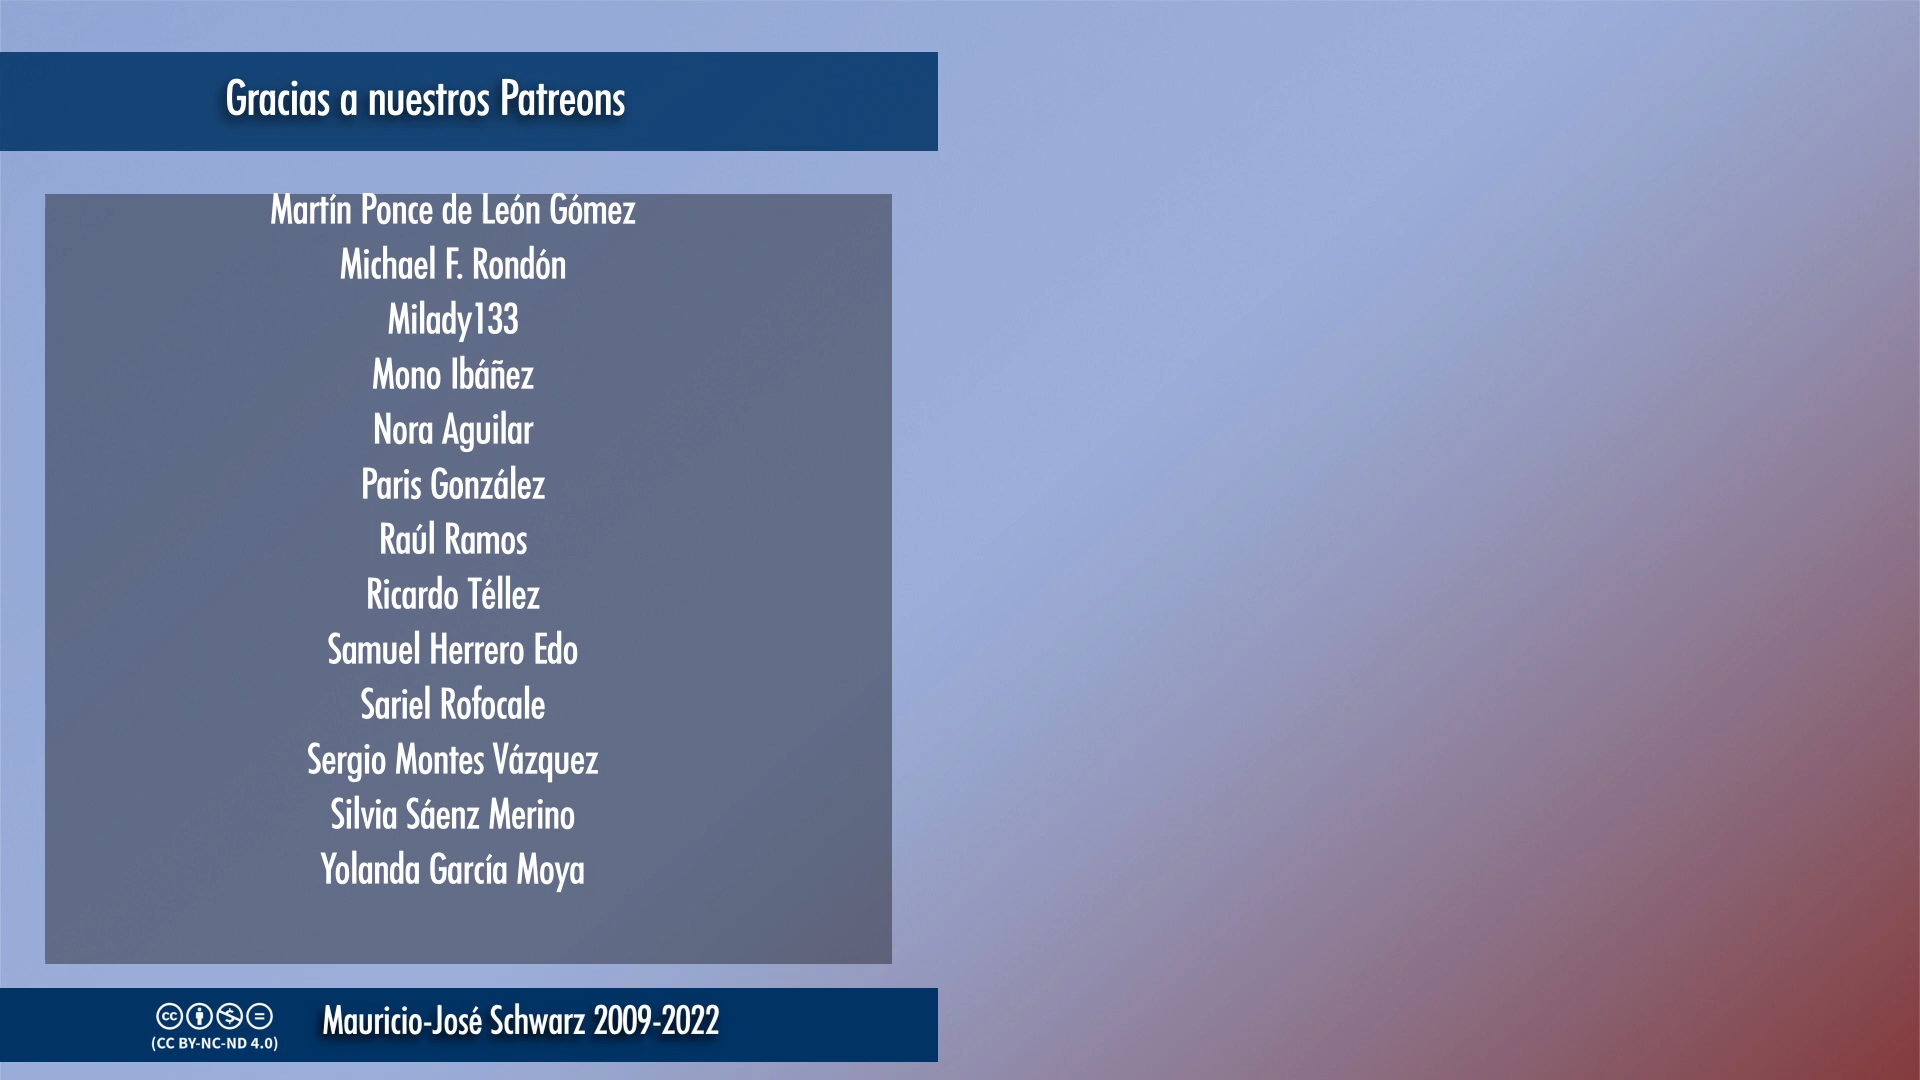 Gracias a nuestros Patreons
Martín Ponce de León Gómez
Michael F. Rondón
Milady133
Mono Ibáñez
Nora Aguilar
Paris González
Raúl Ramos
Ricardo Téllez
Samuel Herrero Edo
Sariel Rofocale
Sergio Montes Vázquez
Silvia Sáenz Merino
Yolanda García Moya
(CC BY-NC-ND 4.0)
Mauricio-José Schwarz 2009-2022